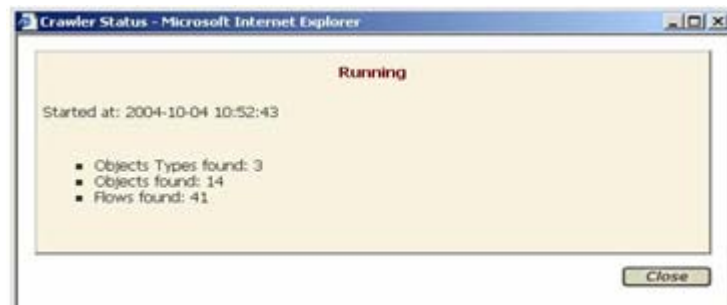 Crawler Status - Microsoft Internet Explorer
Running
Started at: 2004-10-04 10:52:43
Objects Types found: 3
Objects found: 14
Flows found: 41
Close